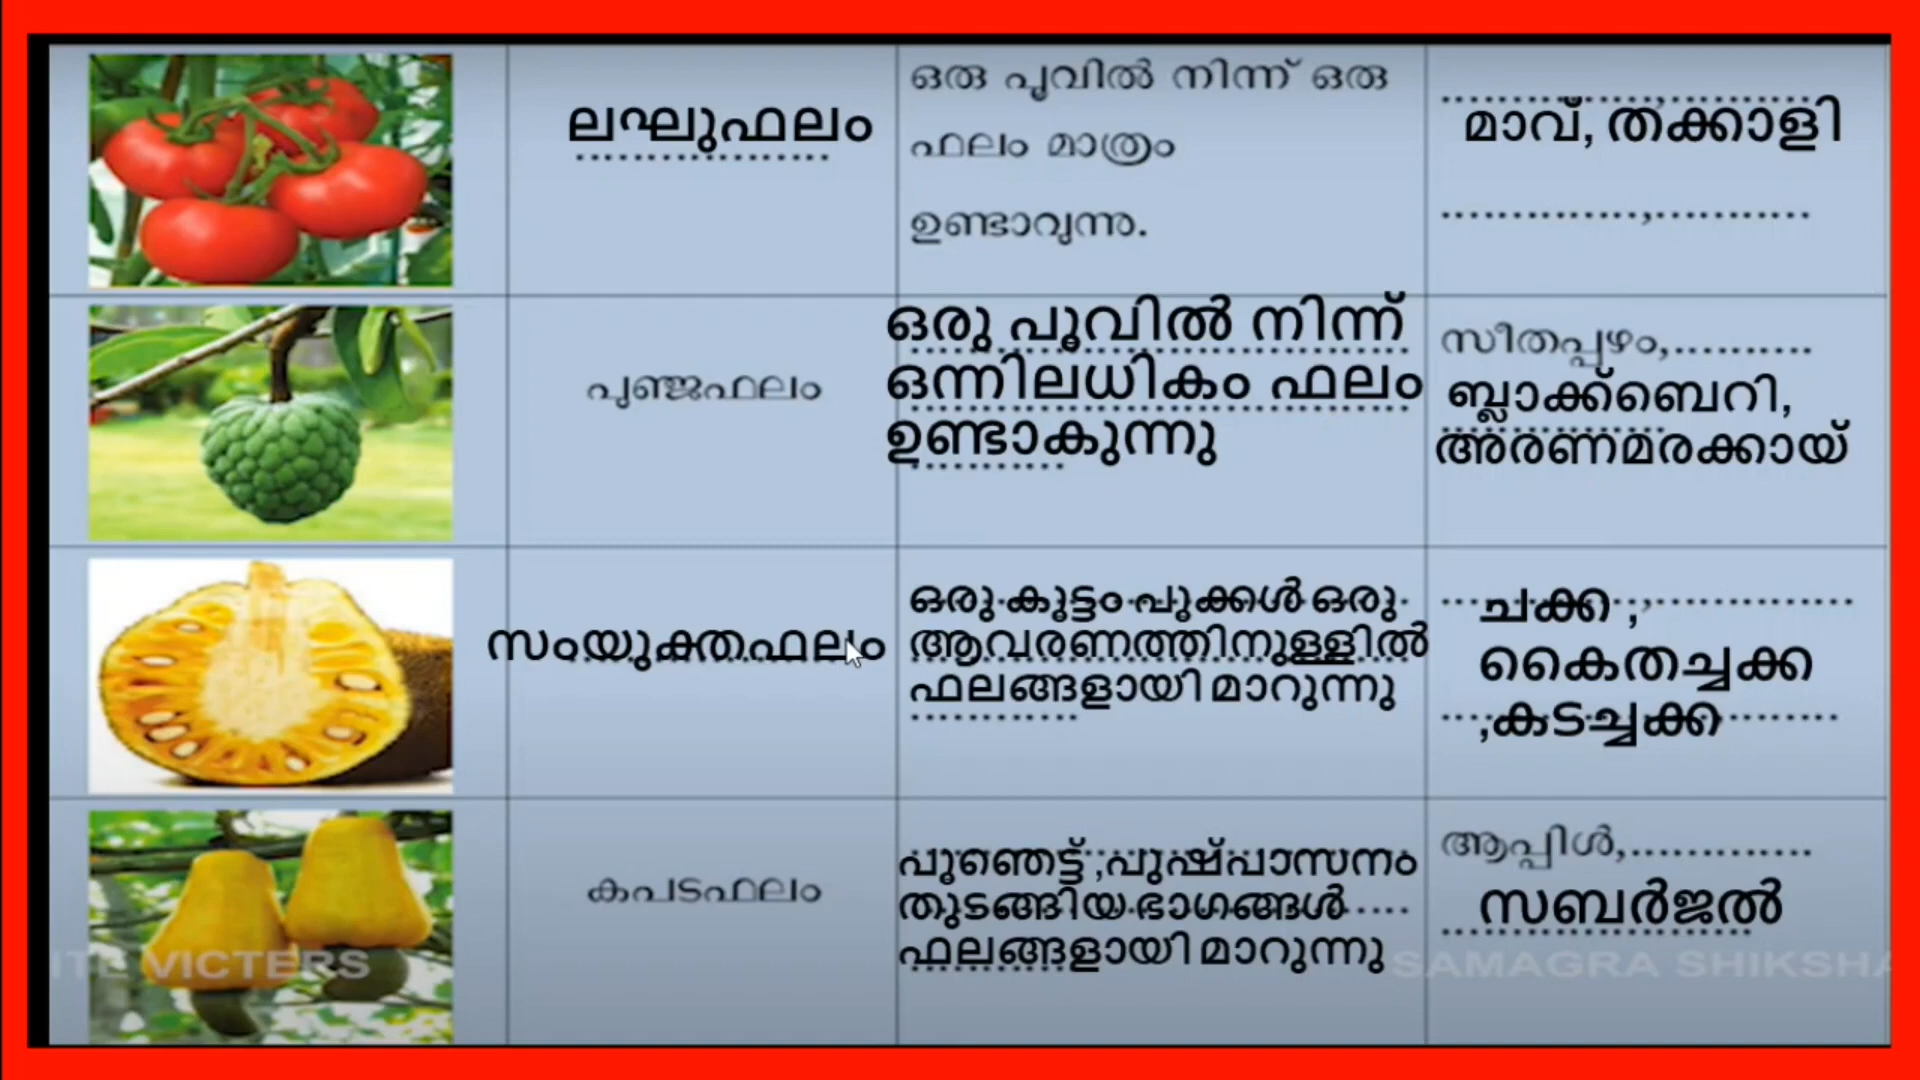 ലഘുഫലം
ഒരു പൂവിൽ നിന്ന് ഒരു
ഫലം മാത്രം
ഉണ്ടാവുന്നു.
മാവ്, തക്കാളി
പുഞ്ജഫലം
ഒരു പൂവിൽ നിന്ന്
ഒന്നിലധികം ഫലം
ഉണ്ടാകുന്നു
സീതപ്പഴം,..........
ബ്ലാക്ക്ബെറി,
അരണമരക്കായ്
സംയുക്തഫലം
ഒരു കൂട്ടം പൂക്കൾ ഒരു
ആവരണത്തിനുള്ളിൽ
ഫലങ്ങളായി മാറുന്നു
ചക്ക ,
കൈതച്ചക്ക
,കടച്ചക്ക
കപടഫലം
പൂഞെട്ട് ,പുഷ്പാസനം
തുടങ്ങിയ ഭാഗങ്ങൾ
ഫലങ്ങളായി മാറുന്നു
ആപ്പിൾ,.............
സബർജൽ
ITE VICTERS
SAMAGRA SHIKSHA